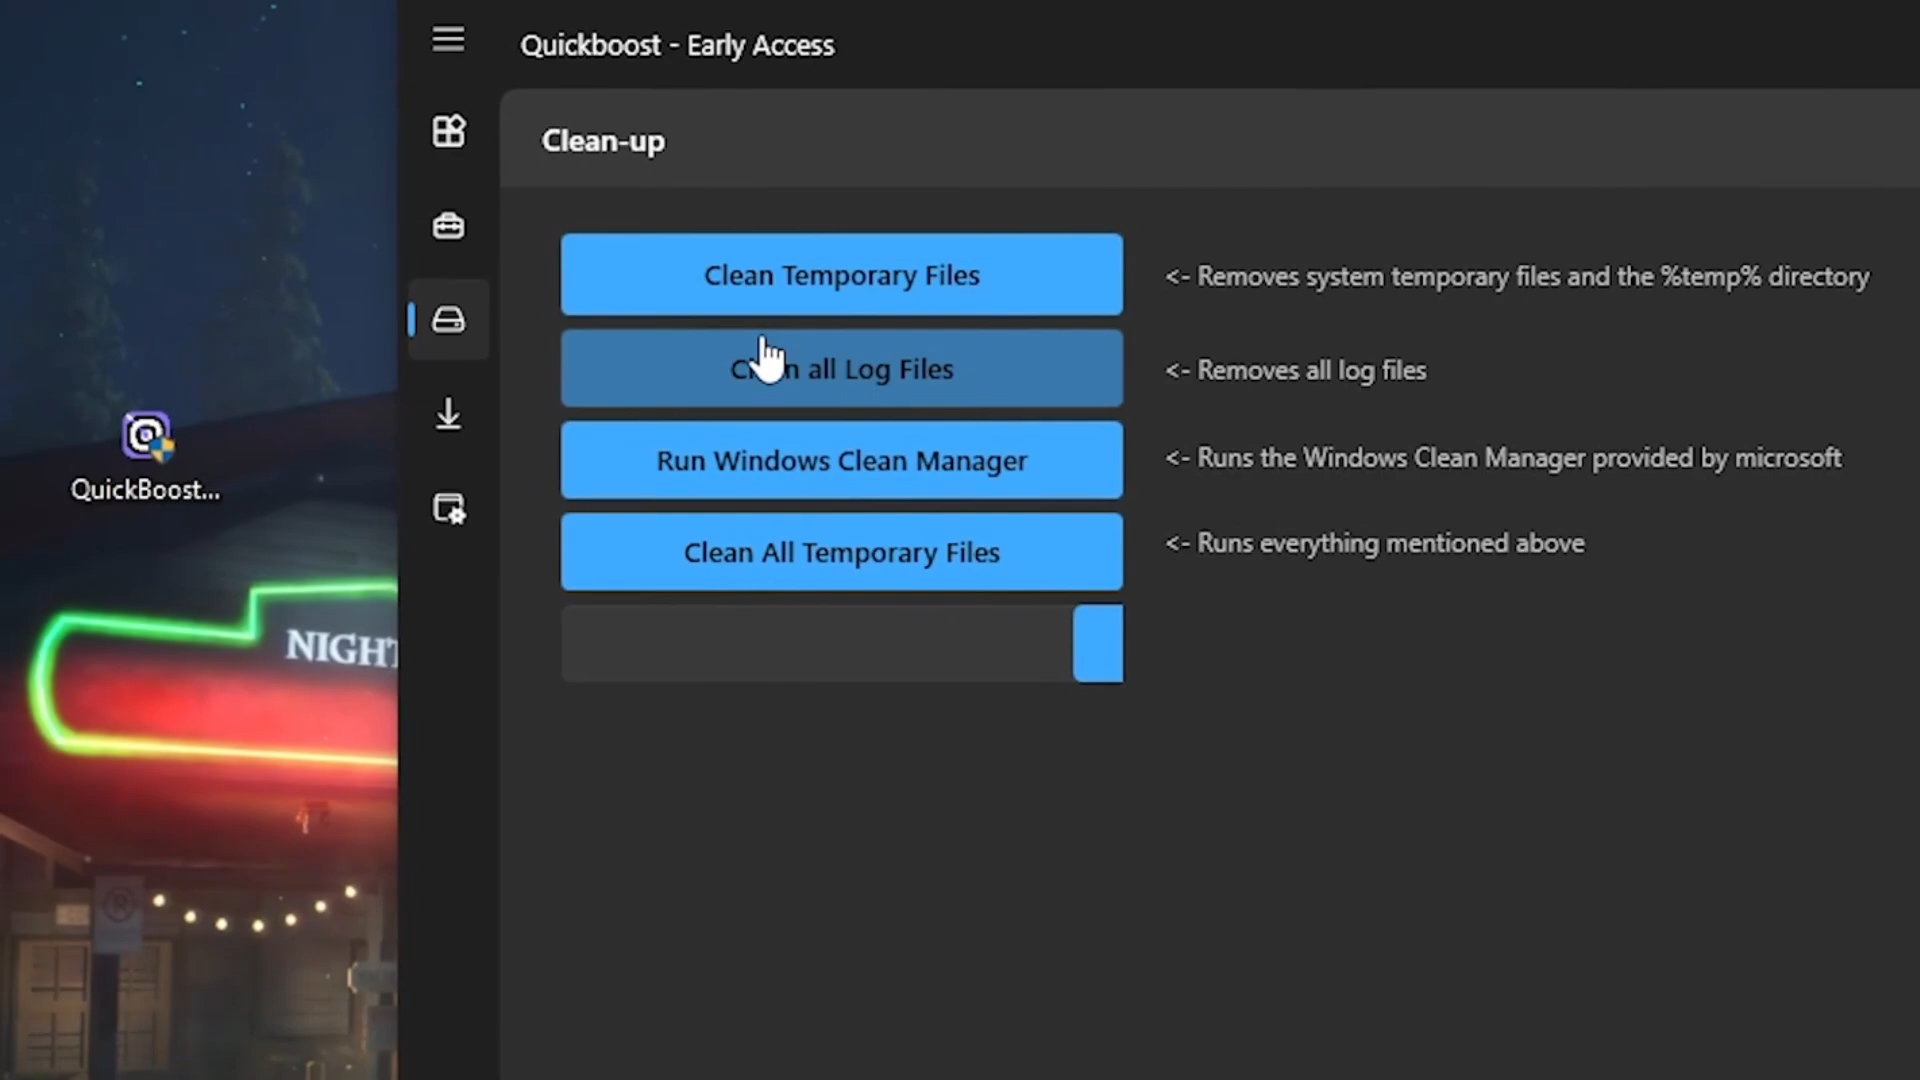 Quickboost - Early Access
Clean-up
Clean Temporary Files
<- Removes system temporary files and the %temp% directory
all Log Files
<- Removes all log files
Run Windows Clean Manager
<- Runs the Windows Clean Manager provided by microsoft
Clean All Temporary Files
<- Runs everything mentioned above
QuickBoost...
NIGHT